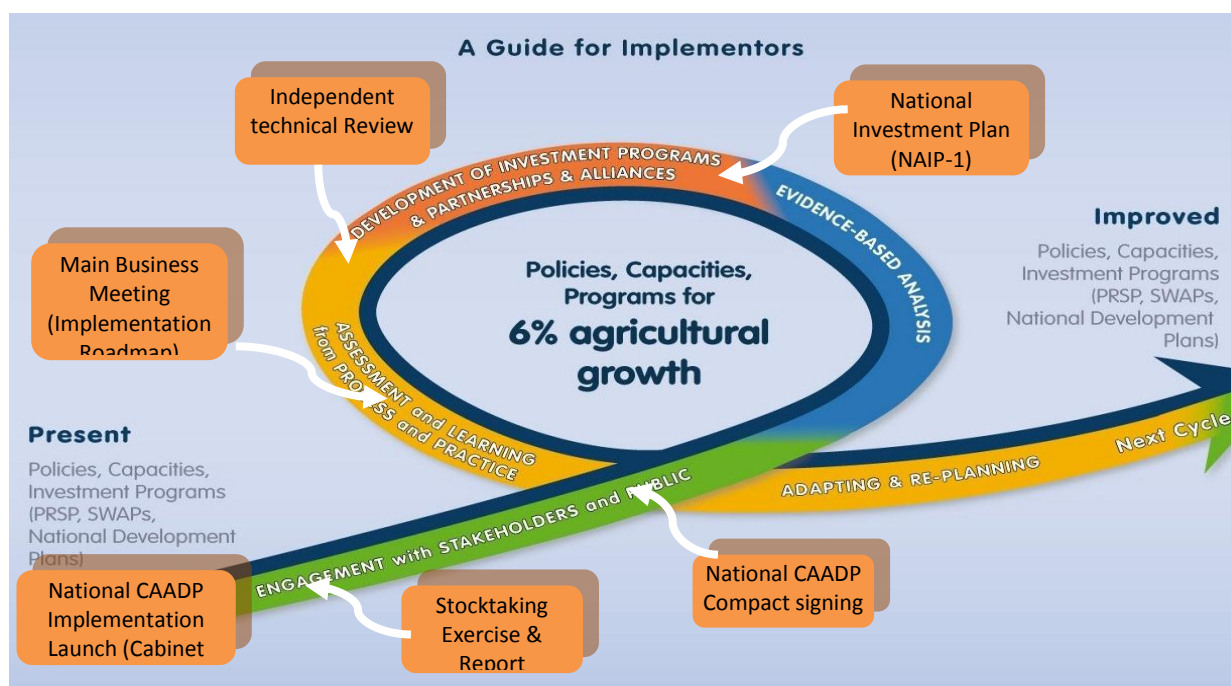 A Guide for Implementors
Independent
technical Review
National
Investment Plan
(NAIP-1)
DEVELOPMENT OF INVESTMENT PROGRAMS
& PARTNERSHIPS & ALLIANCES
EVIDENCE-BASED ANALYSIS
Improved
Policies, Capacities,
Investment Programs
(PRSP, SWAPs,
National Development
Plans)
Main Business
Meeting
(Implementation
Roadmap)
Policies, Capacities,
Programs for
6% agricultural
growth
ASSESSMENT and LEARNING
from PROCESS and PRACTICE
Present
Policies, Capacities,
Investment Programs
(PRSP, SWAPs,
National Development
Plans)
Next Cycle
ADAPTING & RE-PLANNING
ENGAGEMENT with STAKEHOLDERS and PUBLIC
National CAADP
Implementation
Launch (Cabinet
Stocktaking
Exercise &
Report
National CAADP
Compact signing